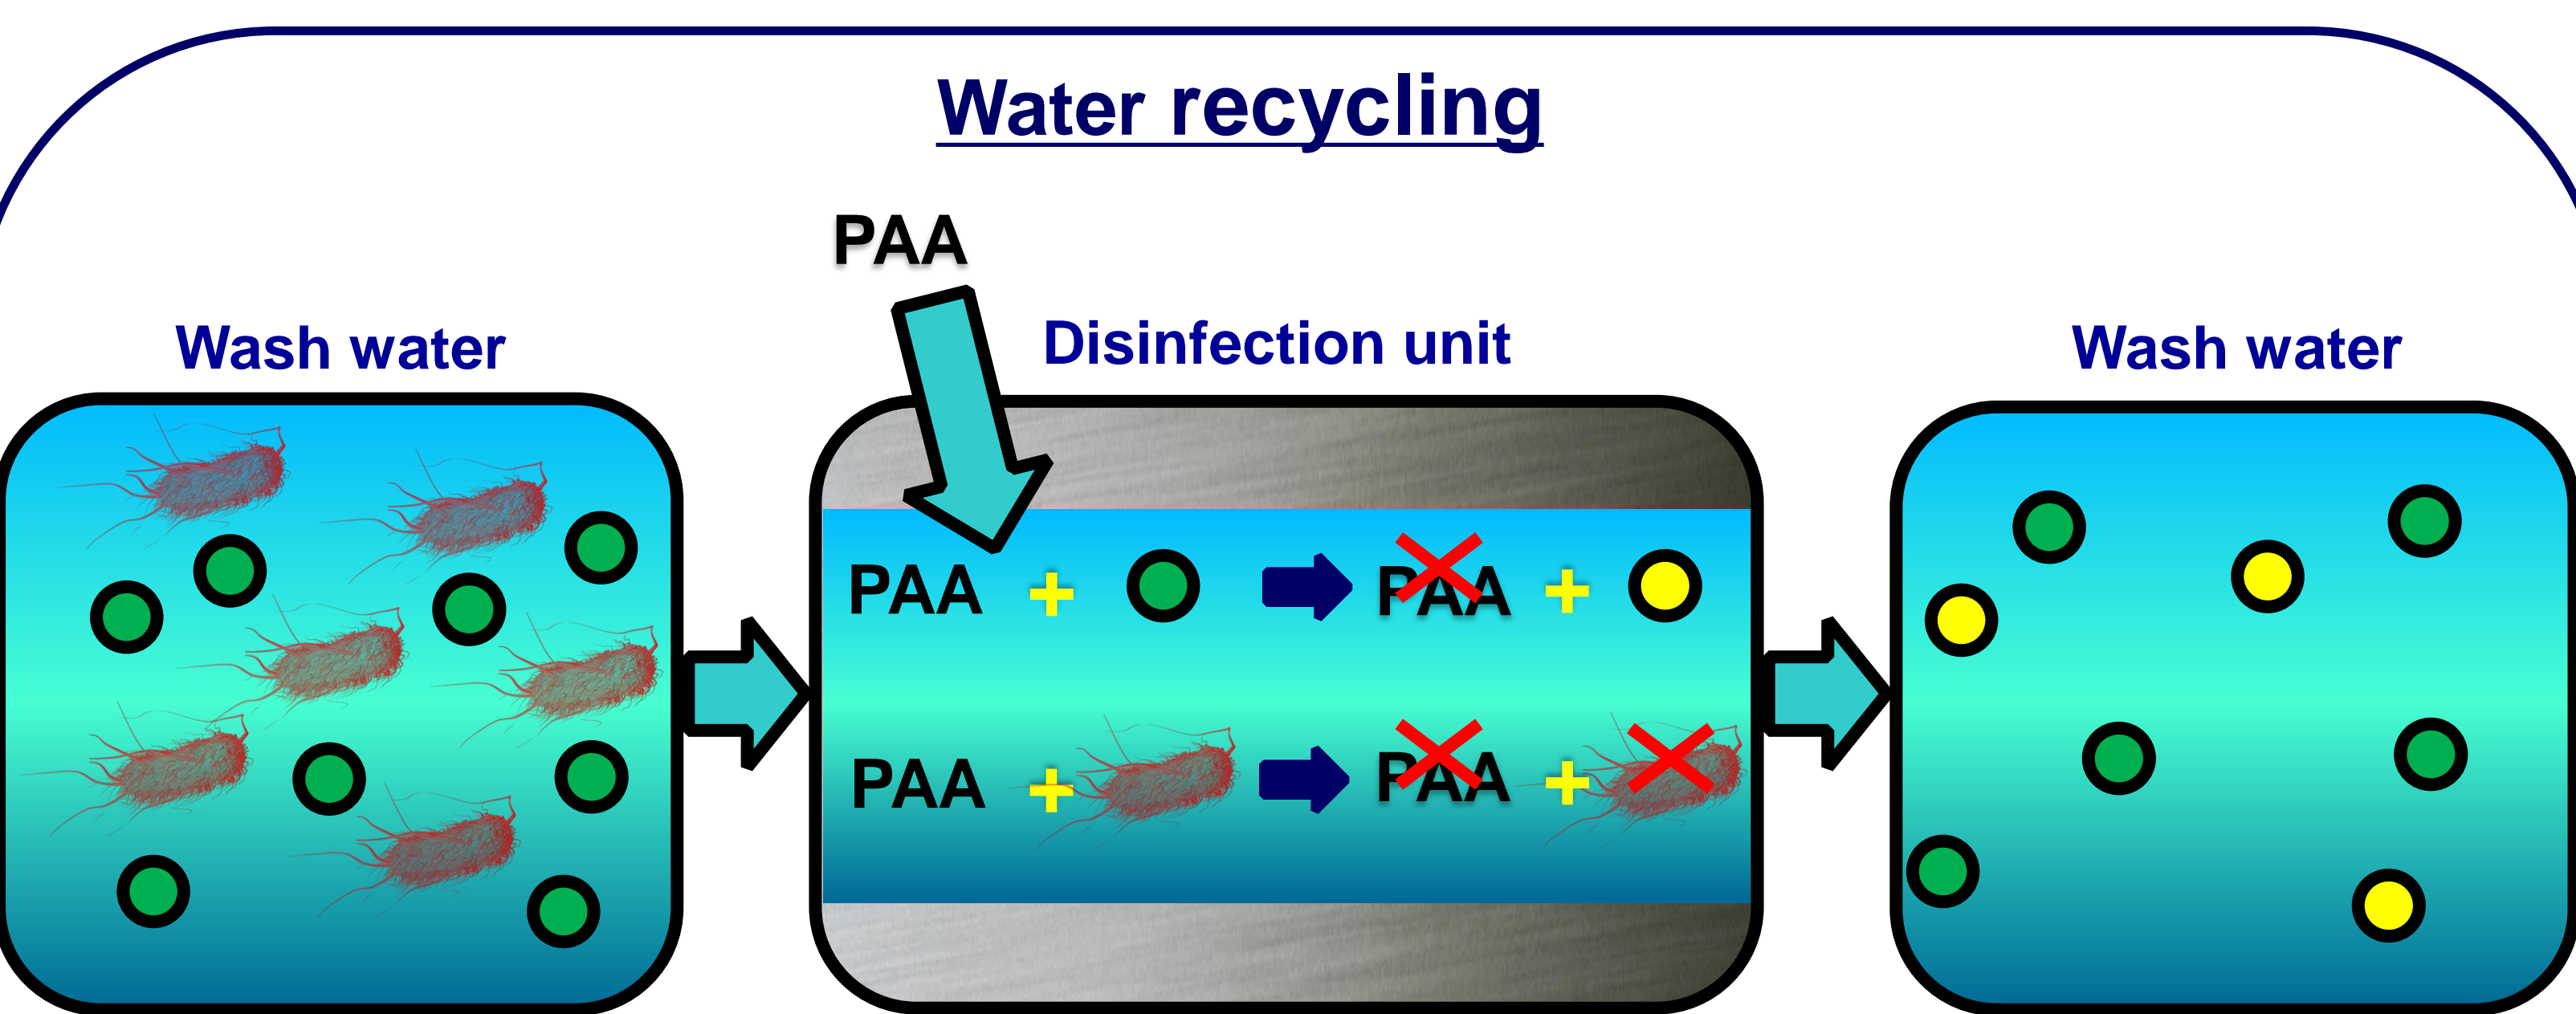 Water recycling
PAA
Wash water
Disinfection unit
Wash water
PAA + PAA +
PAA + PAA +